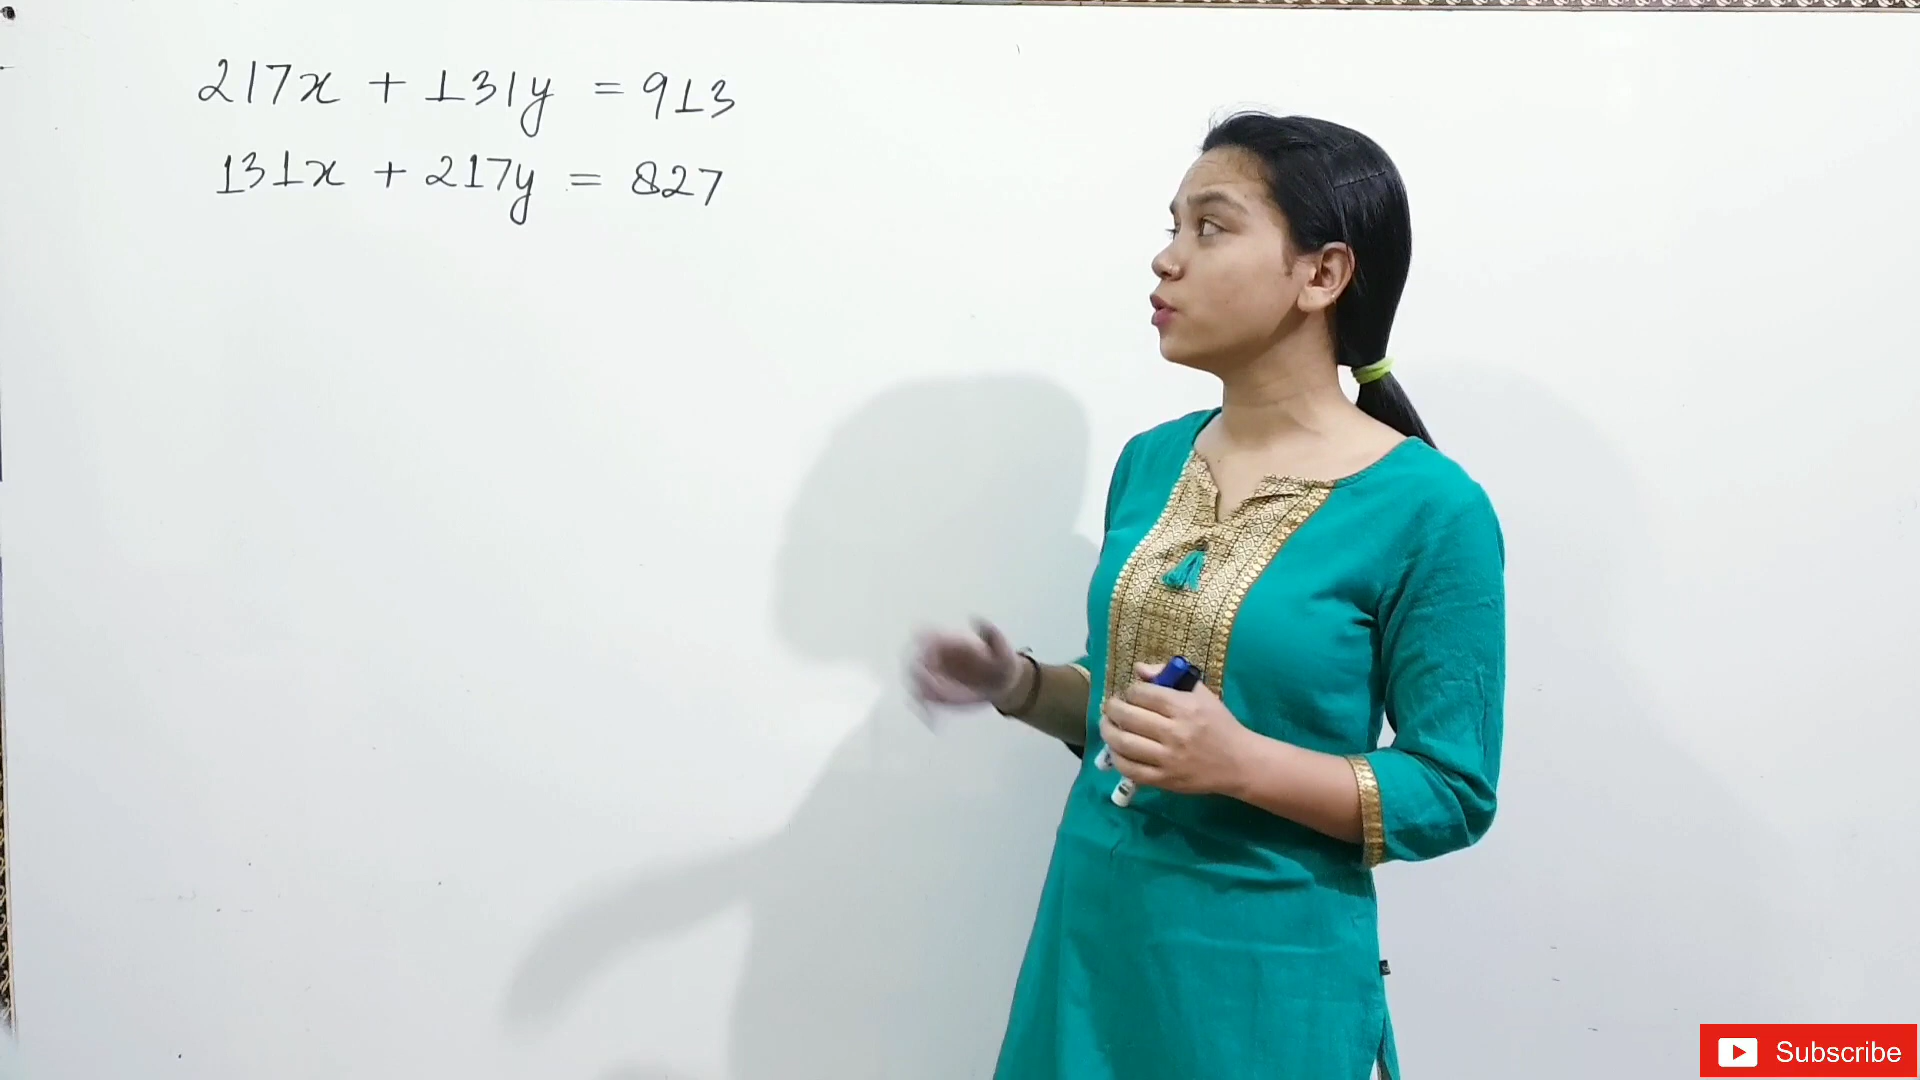 217x + 131y = 913
131x + 217y = 827
Subscribe